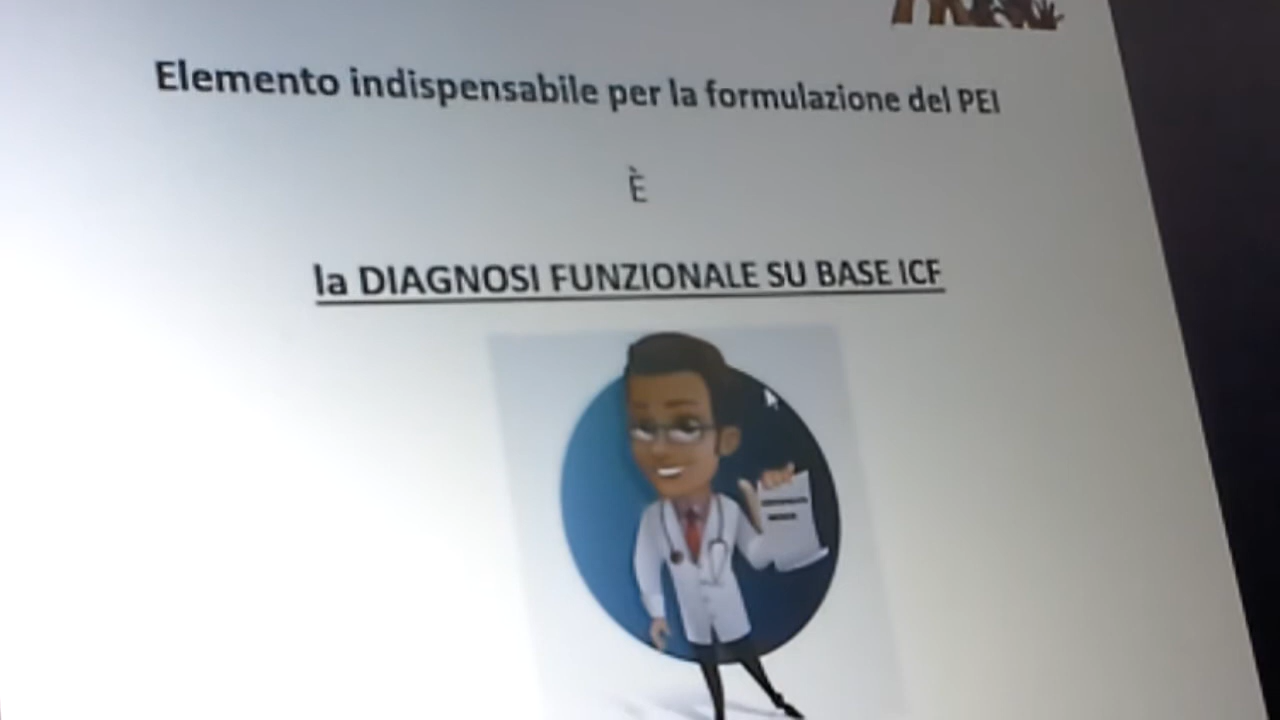 Elemento indispensabile per la formulazione del PEI
È
la DIAGNOSI FUNZIONALE SU BASE ICF